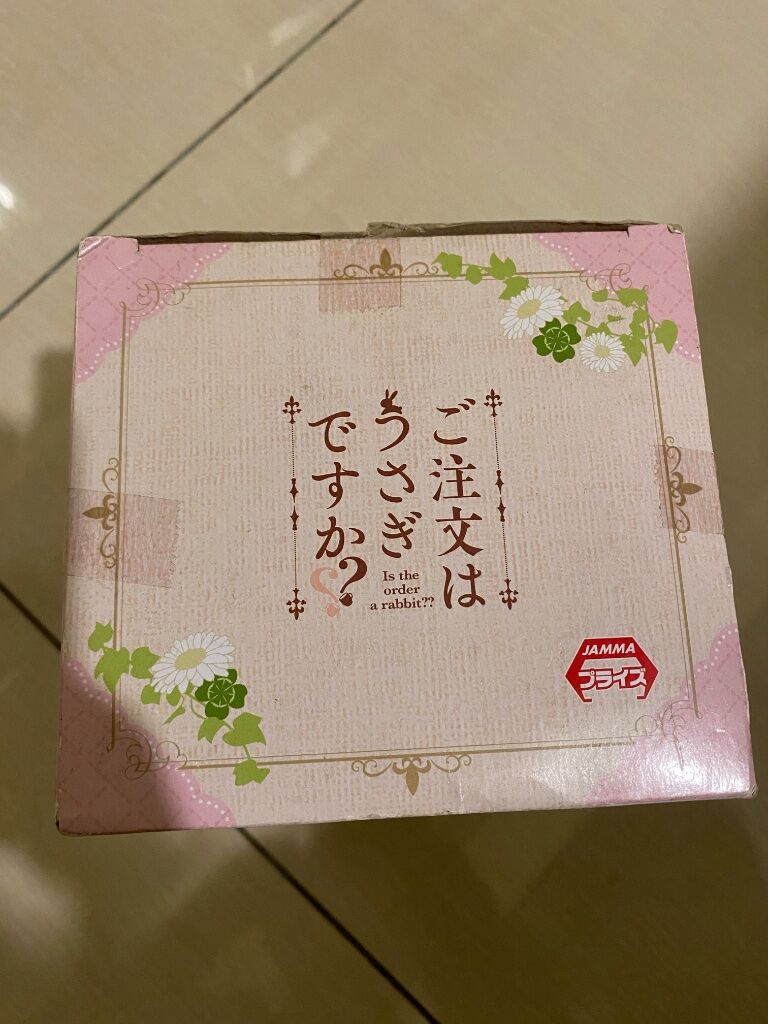 ご注文は
うさぎ
ですか??
Is the
order
a rabbit??
JAMMA
プライズ